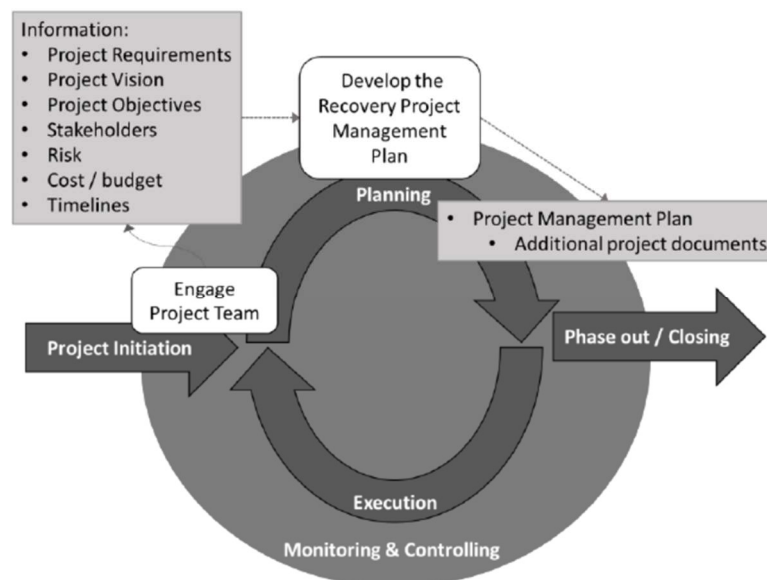 Information:
• Project Requirements
• Project Vision
• Project Objectives
• Stakeholders
• Risk
• Cost / budget
• Timelines
Develop the
Recovery Project
Management
Plan
Planning
• Project Management Plan
• Additional project documents
Engage
Project Team
Project Initiation
Phase out / Closing
Execution
Monitoring & Controlling